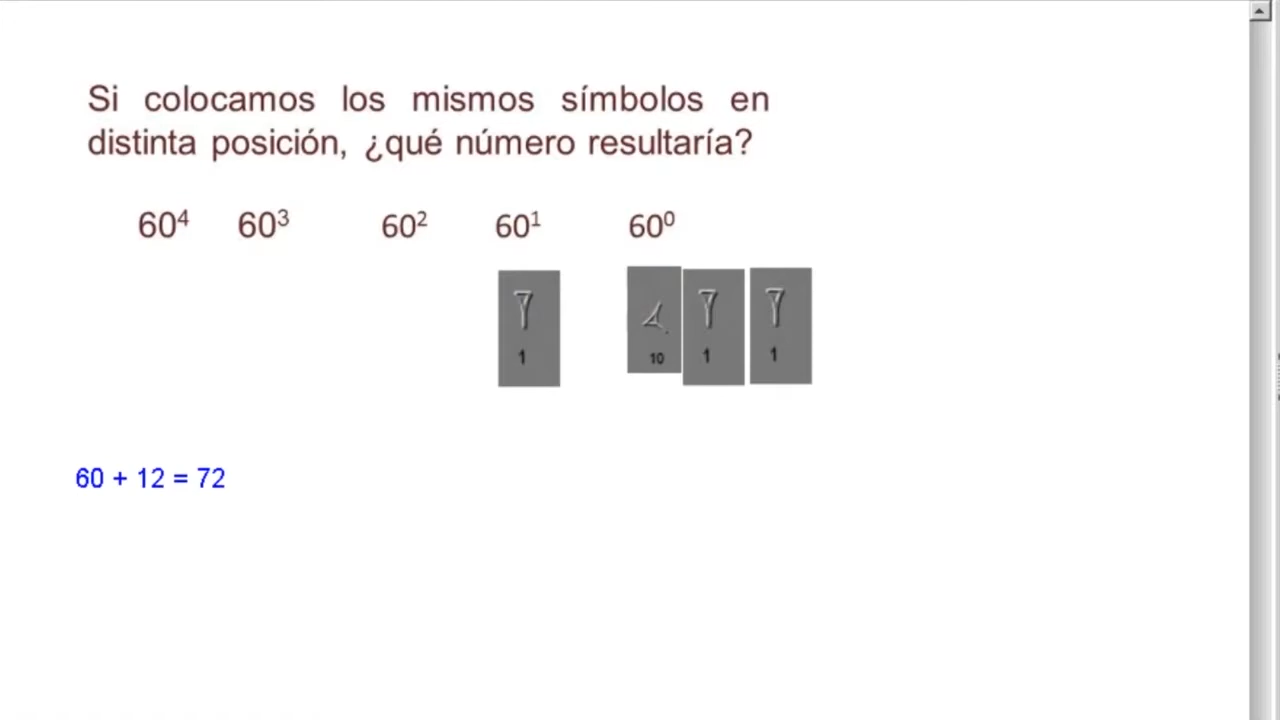 Si colocamos los mismos símbolos en
distinta posición, ¿qué número resultaría?
60⁴ 60³ 60² 60¹ 60⁰
1 10 1 1
60 + 12 = 72